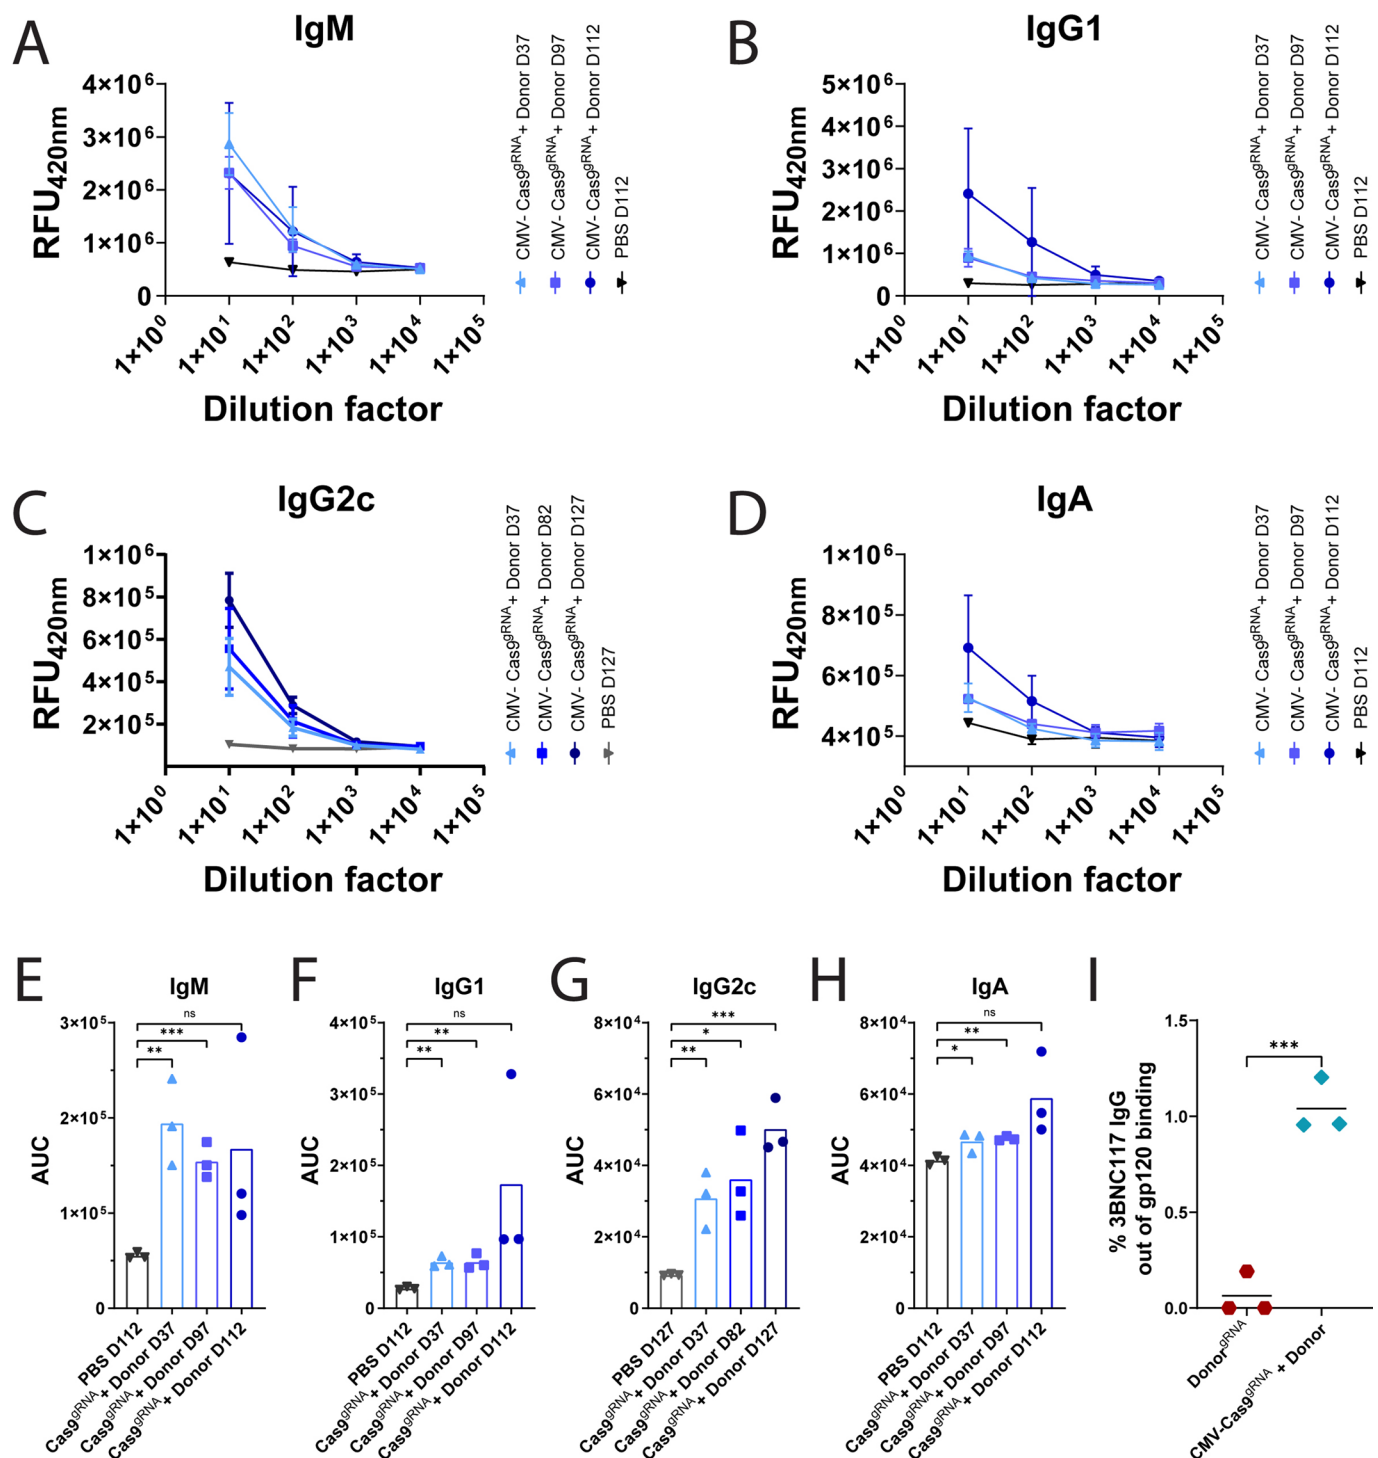 A
IgM
RFU420nm
4×10⁶
3×10⁶
2×10⁶
1×10⁶
0
1×10⁰
1×10¹
1×10²
1×10³
1×10⁴
1×10⁵
Dilution factor
CMV- Cas9gRNA+ Donor D37
CMV- Cas9gRNA+ Donor D97
CMV- Cas9gRNA+ Donor D112
PBS D112
B
IgG1
RFU420nm
5×10⁶
4×10⁶
3×10⁶
2×10⁶
1×10⁶
0
1×10⁰
1×10¹
1×10²
1×10³
1×10⁴
1×10⁵
Dilution factor
CMV- Cas9gRNA+ Donor D37
CMV- Cas9gRNA+ Donor D97
CMV- Cas9gRNA+ Donor D112
PBS D112
C
IgG2c
RFU420nm
1×10⁶
8×10⁵
6×10⁵
4×10⁵
2×10⁵
1×10⁰
1×10¹
1×10²
1×10³
1×10⁴
1×10⁵
Dilution factor
CMV- Cas9gRNA+ Donor D37
CMV- Cas9gRNA+ Donor D82
CMV- Cas9gRNA+ Donor D127
PBS D127
D
IgA
RFU420nm
1×10⁶
8×10⁵
6×10⁵
4×10⁵
1×10⁰
1×10¹
1×10²
1×10³
1×10⁴
1×10⁵
Dilution factor
CMV- Cas9gRNA+ Donor D37
CMV- Cas9gRNA+ Donor D97
CMV- Cas9gRNA+ Donor D112
PBS D112
E
IgM
AUC
3×10⁵
2×10⁵
1×10⁵
0
ns
***
**
PBS D112
Cas9gRNA+ Donor D37
Cas9gRNA + Donor D97
Cas9gRNA+ Donor D112
F
IgG1
AUC
4×10⁵
3×10⁵
2×10⁵
1×10⁵
0
ns
**
**
PBS D112
Cas9gRNA+ Donor D37
Cas9gRNA + Donor D97
Cas9gRNA+ Donor D112
G
IgG2c
AUC
8×10⁴
6×10⁴
4×10⁴
2×10⁴
0
***
*
**
PBS D127
Cas9gRNA+ Donor D37
Cas9gRNA + Donor D82
Cas9gRNA+ Donor D127
H
IgA
AUC
8×10⁴
6×10⁴
4×10⁴
2×10⁴
0
ns
**
*
PBS D112
Cas9gRNA+ Donor D37
Cas9gRNA + Donor D97
Cas9gRNA+ Donor D112
I
% 3BNC117 IgG
out of gp120 binding
1.5
1.0
0.5
0.0
***
DonorgRNA
CMV-Cas9gRNA + Donor